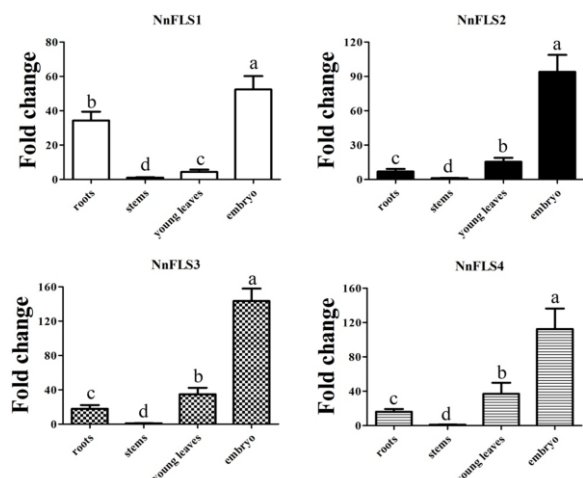 NnFLS1
Fold change
80
60
40
20
0
b
d
c
a
roots
stems
young leaves
embryo
NnFLS2
Fold change
120
90
60
30
0
c
d
b
a
roots
stems
young leaves
embryo
NnFLS3
Fold change
160
120
80
40
0
c
d
b
a
roots
stems
young leaves
embryo
NnFLS4
Fold change
160
120
80
40
0
c
d
b
a
roots
stems
young leaves
embryo